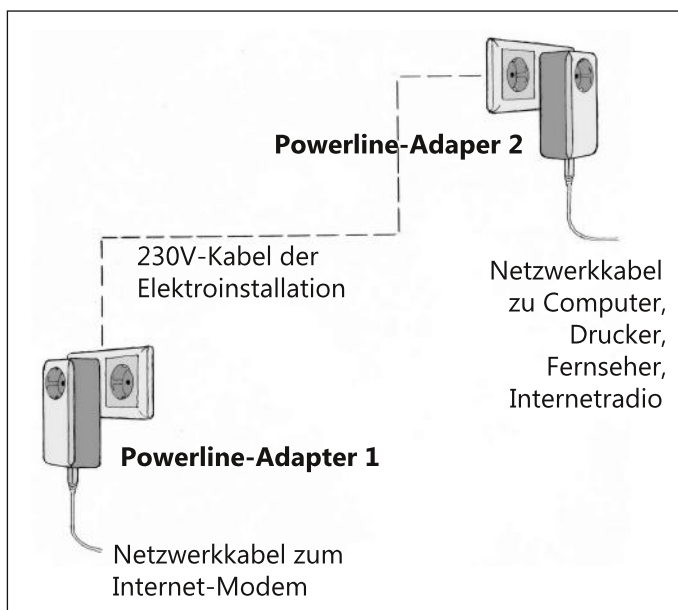 Powerline-Adaper 2
230V-Kabel der
Elektroinstallation
Netzwerkkabel
zu Computer,
Drucker,
Fernseher,
Internetradio
Powerline-Adapter 1
Netzwerkkabel zum
Internet-Modem